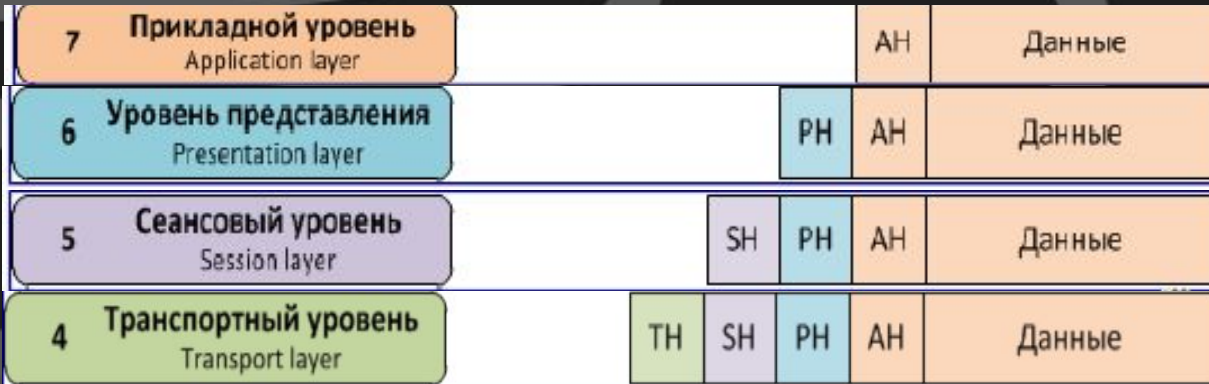 7 Прикладной уровень
Application layer
AH Данные
6 Уровень представления
Presentation layer
PH AH Данные
5 Сеансовый уровень
Session layer
SH PH AH Данные
4 Транспортный уровень
Transport layer
TH SH PH AH Данные